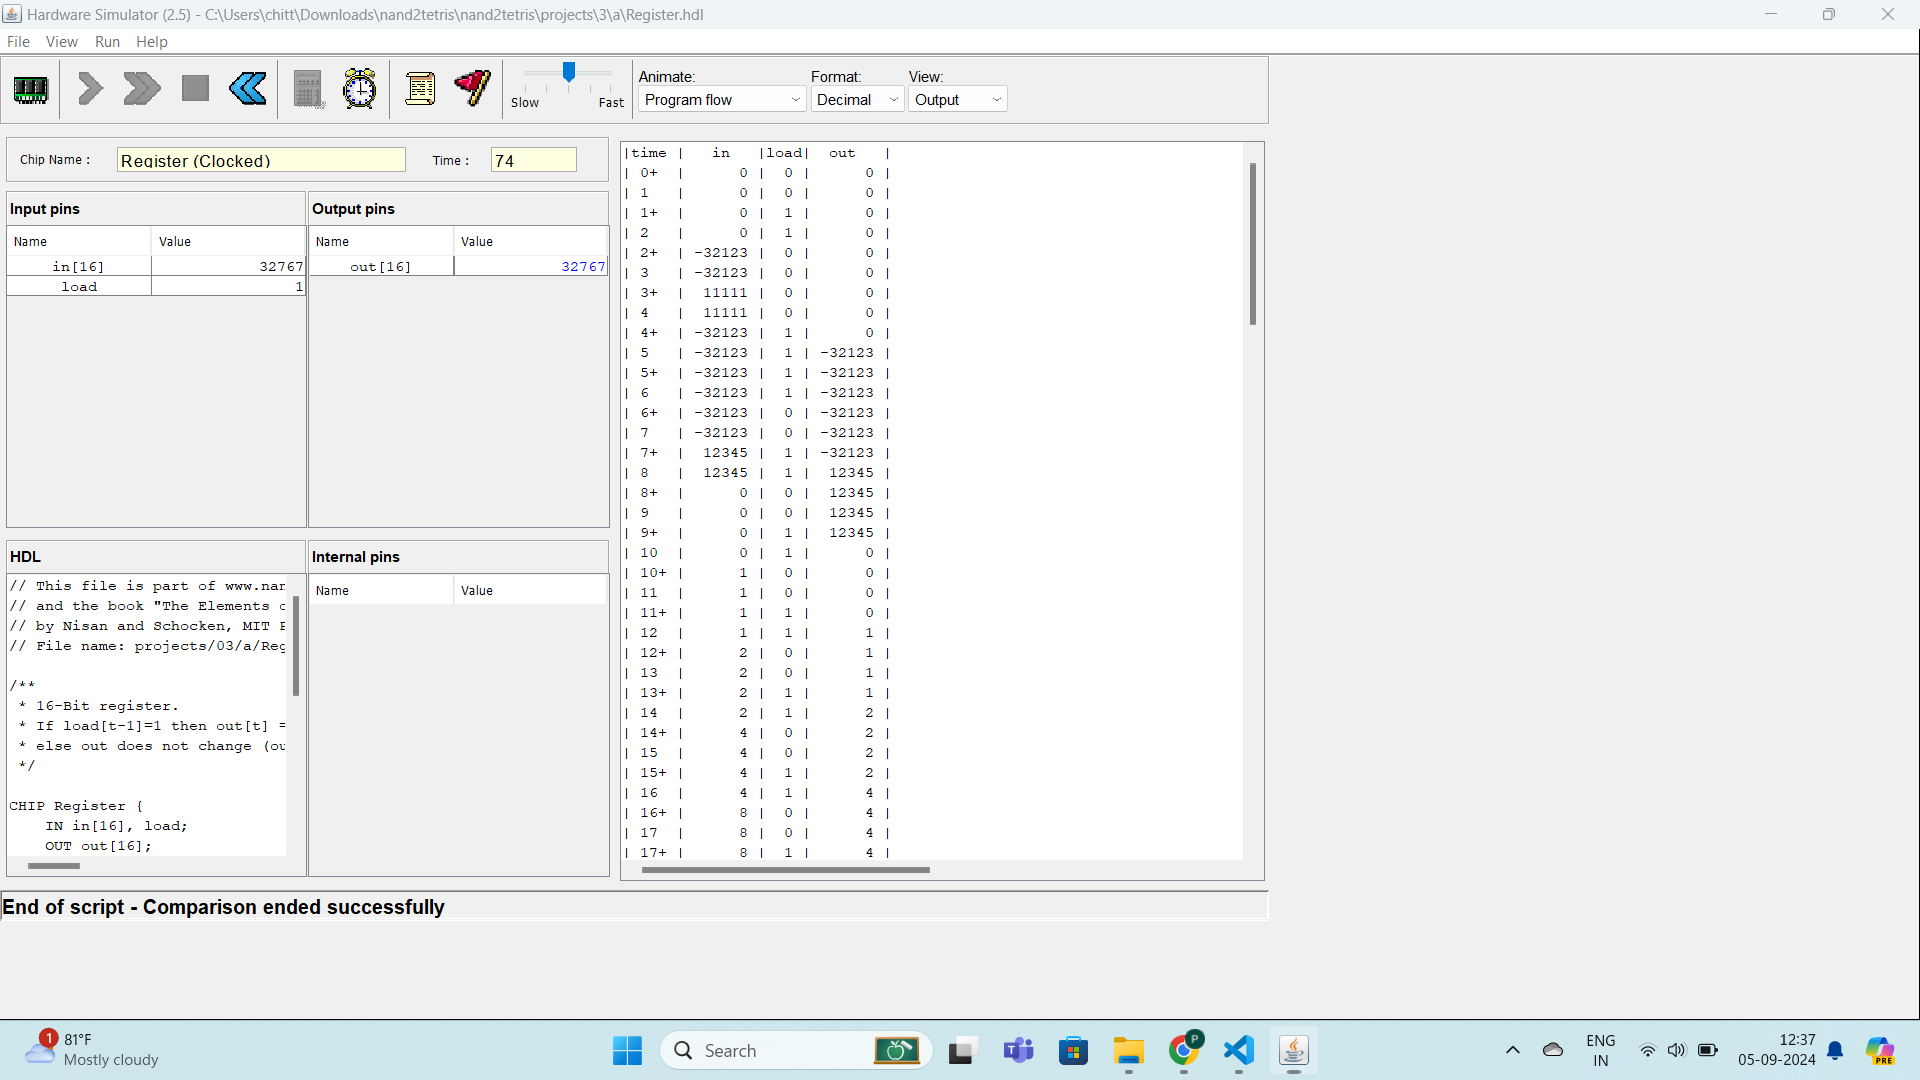 Hardware Simulator (2.5) - C:\Users\chitt\Downloads\nand2tetris\nand2tetris\projects\3\a\Register.hdl
File View Run Help
Slow Fast
Animate: Format: View:
Program flow Decimal Output
Chip Name : Register (Clocked) Time : 74
Input pins
Name Value
in[16] 32767
load 1
Output pins
Name Value
out[16] 32767
HDL
// This file is part of www.nan
// and the book "The Elements o
// by Nisan and Schocken, MIT P
// File name: projects/03/a/Reg
/**
* 16-Bit register.
* If load[t-1]=1 then out[t] =
* else out does not change (ou
*/
CHIP Register {
IN in[16], load;
OUT out[16];
Internal pins
Name Value
|time | in |load| out |
| 0+ | 0 | 0 | 0 |
| 1 | 0 | 0 | 0 |
| 1+ | 0 | 1 | 0 |
| 2 | 0 | 1 | 0 |
| 2+ | -32123 | 0 | 0 |
| 3 | -32123 | 0 | 0 |
| 3+ | 11111 | 0 | 0 |
| 4 | 11111 | 0 | 0 |
| 4+ | -32123 | 1 | 0 |
| 5 | -32123 | 1 | -32123 |
| 5+ | -32123 | 1 | -32123 |
| 6 | -32123 | 1 | -32123 |
| 6+ | -32123 | 0 | -32123 |
| 7 | -32123 | 0 | -32123 |
| 7+ | 12345 | 1 | -32123 |
| 8 | 12345 | 1 | 12345 |
| 8+ | 0 | 0 | 12345 |
| 9 | 0 | 0 | 12345 |
| 9+ | 0 | 1 | 12345 |
| 10 | 0 | 1 | 0 |
| 10+ | 1 | 0 | 0 |
| 11 | 1 | 0 | 0 |
| 11+ | 1 | 1 | 0 |
| 12 | 1 | 1 | 1 |
| 12+ | 2 | 0 | 1 |
| 13 | 2 | 0 | 1 |
| 13+ | 2 | 1 | 1 |
| 14 | 2 | 1 | 2 |
| 14+ | 4 | 0 | 2 |
| 15 | 4 | 0 | 2 |
| 15+ | 4 | 1 | 2 |
| 16 | 4 | 1 | 4 |
| 16+ | 8 | 0 | 4 |
| 17 | 8 | 0 | 4 |
| 17+ | 8 | 1 | 4 |
End of script - Comparison ended successfully
1
81°F
Mostly cloudy
Search
P
ENG
IN
12:37
05-09-2024
PRE